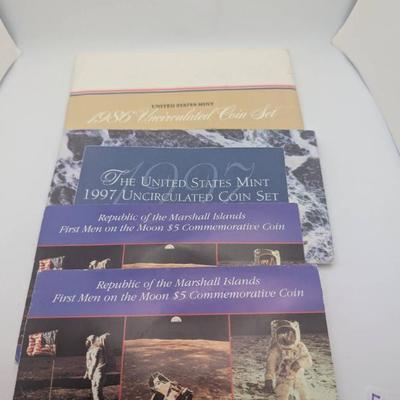 UNITED STATES MINT
1986 Uncirculated Coin Set
1997
THE UNITED STATES MINT
1997 UNCIRCULATED COIN SET
Republic of the Marshall Islands
First Men on the Moon $5 Commemorative Coin
Republic of the Marshall Islands
First Men on the Moon $5 Commemorative Coin